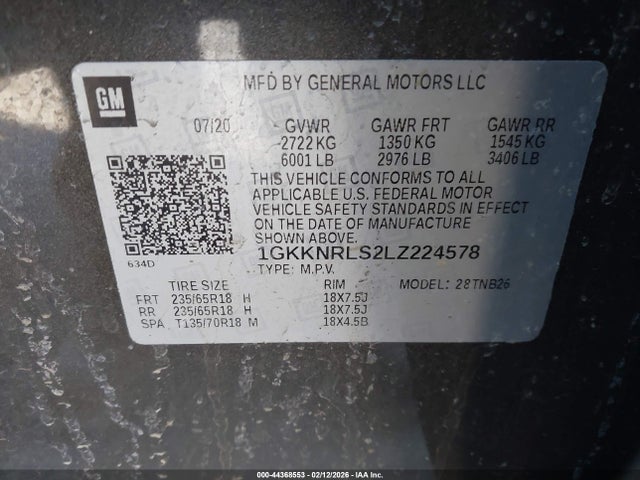 GM
MFD BY GENERAL MOTORS LLC
07/20 GVWR GAWR FRT GAWR RR
2722 KG 1350 KG 1545 KG
6001 LB 2976 LB 3406 LB
THIS VEHICLE CONFORMS TO ALL
APPLICABLE U.S. FEDERAL MOTOR
VEHICLE SAFETY STANDARDS IN EFFECT
ON THE DATE OF MANUFACTURE
SHOWN ABOVE.
634D
1GKKNRLS2LZ224578
TYPE: M.P.V. MODEL: 28TNB26
TIRE SIZE RIM
FRT 235/65R18 H 18X7.5J
RR 235/65R18 H 18X7.5J
SPA T135/70R18 M 18X4.5B
000-44368553 - 02/12/2026 - IAA Inc.